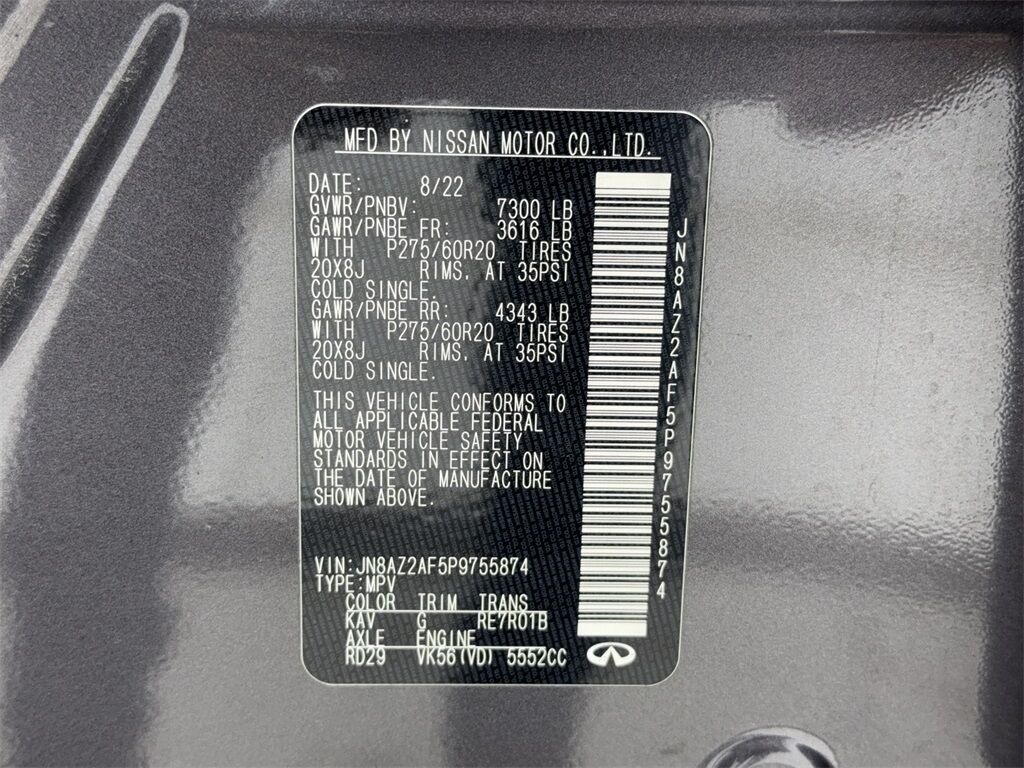 MFD BY NISSAN MOTOR CO.,LTD.
DATE: 8/22
GVWR/PNBV: 7300 LB
GAWR/PNBE FR: 3616 LB
WITH P275/60R20 TIRES
20X8J RIMS. AT 35PSI
COLD SINGLE.
GAWR/PNBE RR: 4343 LB
WITH P275/60R20 TIRES
20X8J RIMS. AT 35PSI
COLD SINGLE.
THIS VEHICLE CONFORMS TO
ALL APPLICABLE FEDERAL
MOTOR VEHICLE SAFETY
STANDARDS IN EFFECT ON
THE DATE OF MANUFACTURE
SHOWN ABOVE.
VIN:JN8AZ2AF5P9755874
TYPE:MPV
COLOR TRIM TRANS
KAV G RE7R01B
AXLE ENGINE
RD29 VK56(VD) 5552CC
JN8AZ2AF5P9755874